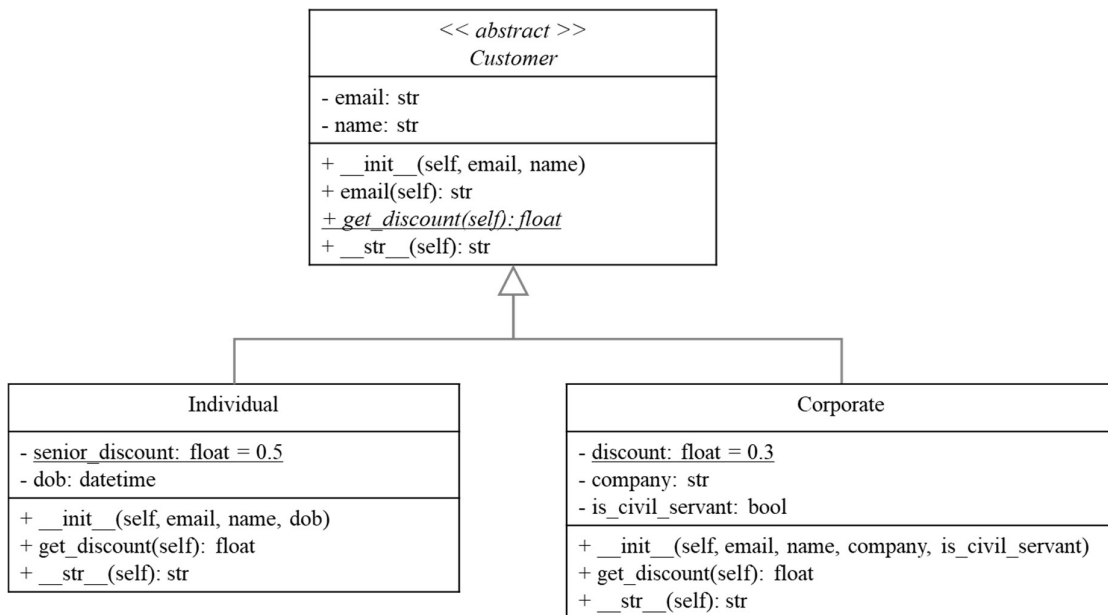 << abstract >>
Customer
- email: str
- name: str
+ __init__(self, email, name)
+ email(self): str
+ get_discount(self): float
+ __str__(self): str
Individual
- senior_discount: float = 0.5
- dob: datetime
+ __init__(self, email, name, dob)
+ get_discount(self): float
+ __str__(self): str
Corporate
- discount: float = 0.3
- company: str
- is_civil_servant: bool
+ __init__(self, email, name, company, is_civil_servant)
+ get_discount(self): float
+ __str__(self): str